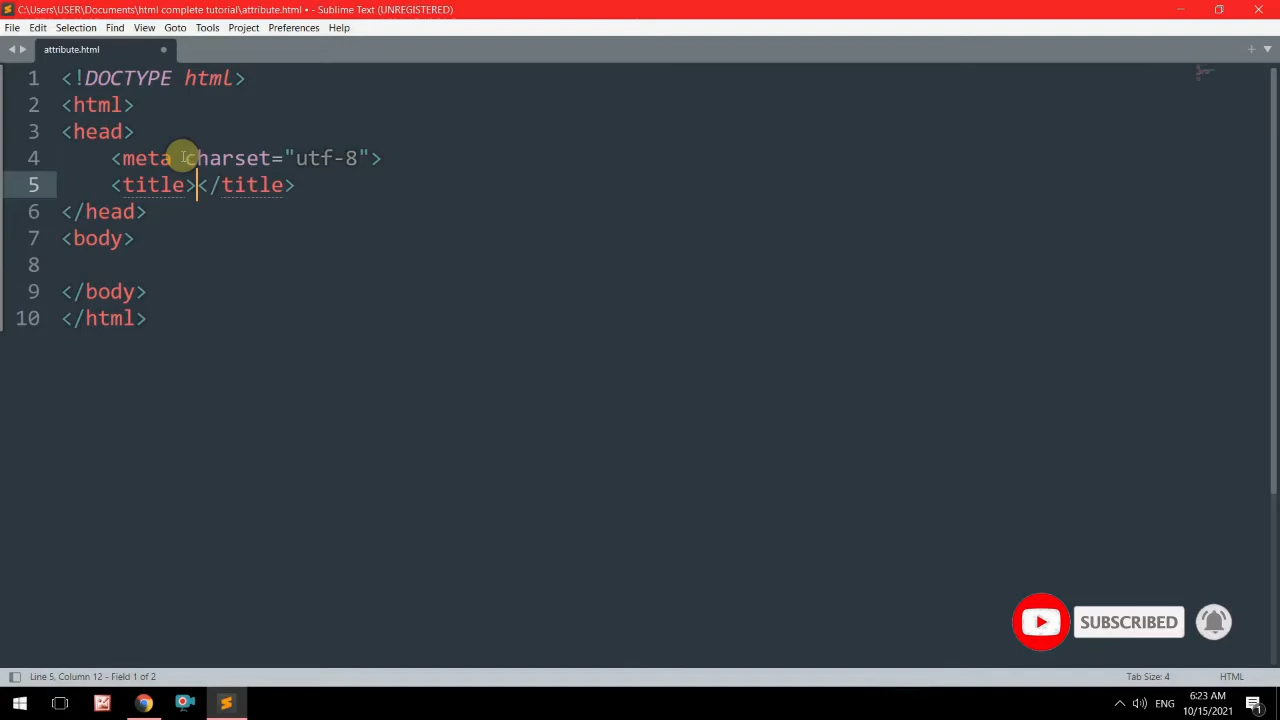 C:\Users\USER\Documents\html complete tutorial\attribute.html • - Sublime Text (UNREGISTERED)
File Edit Selection Find View Goto Tools Project Preferences Help
attribute.html
1 <!DOCTYPE html>
2 <html>
3 <head>
4 <meta charset="utf-8">
5 <title></title>
6 </head>
7 <body>
8
9 </body>
10 </html>
SUBSCRIBED
Line 5, Column 12 - Field 1 of 2 Tab Size: 4 HTML
ENG 6:23 AM
10/15/2021 1